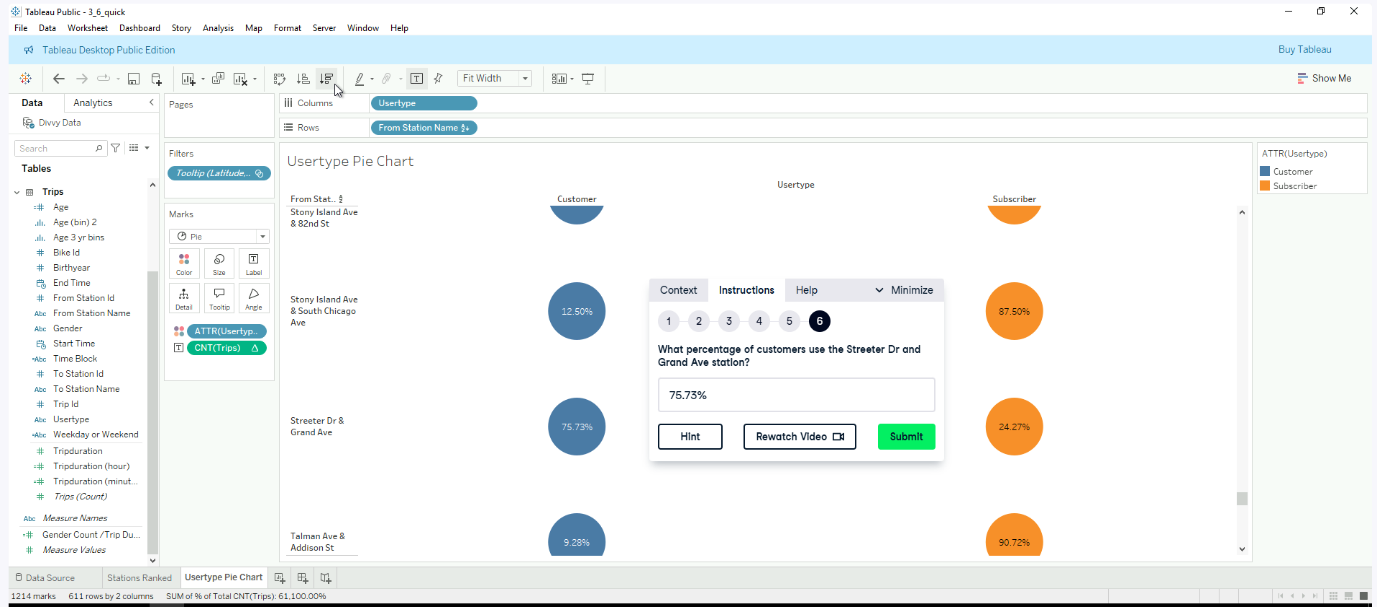 Tableau Public - 3_6_quick
File Data Worksheet Dashboard Story Analysis Map Format Server Window Help
Tableau Desktop Public Edition
Buy Tableau
Fit Width
Show Me
Data Analytics
Divvy Data
Search
Tables
Trips
Age
Age (bin) 2
Age 3 yr bins
Bike Id
Birthyear
End Time
From Station Id
Abc From Station Name
Abc Gender
Start Time
Abc Time Block
To Station Id
Abc To Station Name
Trip Id
Abc Usertype
Abc Weekday or Weekend
Tripduration
Tripduration (hour)
Tripduration (minut...
Trips (Count)
Abc Measure Names
Gender Count /Trip Du...
Measure Values
Pages
Filters
Tooltip (Latitude,..
Marks
Pie
Color Size Label
Detail Tooltip Angle
ATTR(Usertyp..
CNT(Trips)
Columns Usertype
Rows From Station Name
Usertype Pie Chart
Usertype
From Stat..
Customer
Subscriber
Stony Island Ave
& 82nd St
Stony Island Ave
& South Chicago
Ave
12.50%
87.50%
Streeter Dr &
Grand Ave
75.73%
24.27%
Talman Ave &
Addison St
9.28%
90.72%
Context Instructions Help Minimize
1 2 3 4 5 6
What percentage of customers use the Streeter Dr and
Grand Ave station?
75.73%
Hint Rewatch Video Submit
ATTR(Usertype)
Customer
Subscriber
Data Source Stations Ranked Usertype Pie Chart
1214 marks 611 rows by 2 columns SUM of % of Total CNT(Trips): 61,100.00%